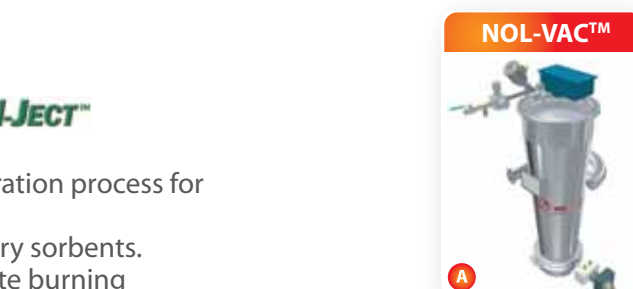 NOL-VAC™
-JECT™
ration process for
ry sorbents.
te burning
A